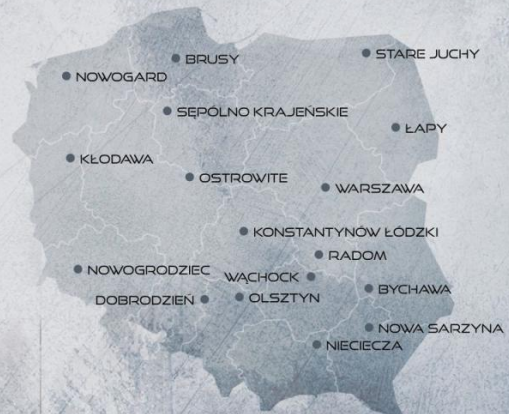 STARE JUCHY
BRUSY
NOWOGARD
SĘPÓLNO KRAJEŃSKIE
ŁAPY
KŁODAWA
OSTROWITE
WARSZAWA
KONSTANTYNÓW ŁÓDZKI
RADOM
NOWOGRODZIEC
WĄCHOCK
BYCHAWA
DOBRODZIEŃ
OLSZTYN
NOWA SARZYNA
NIECIECZA